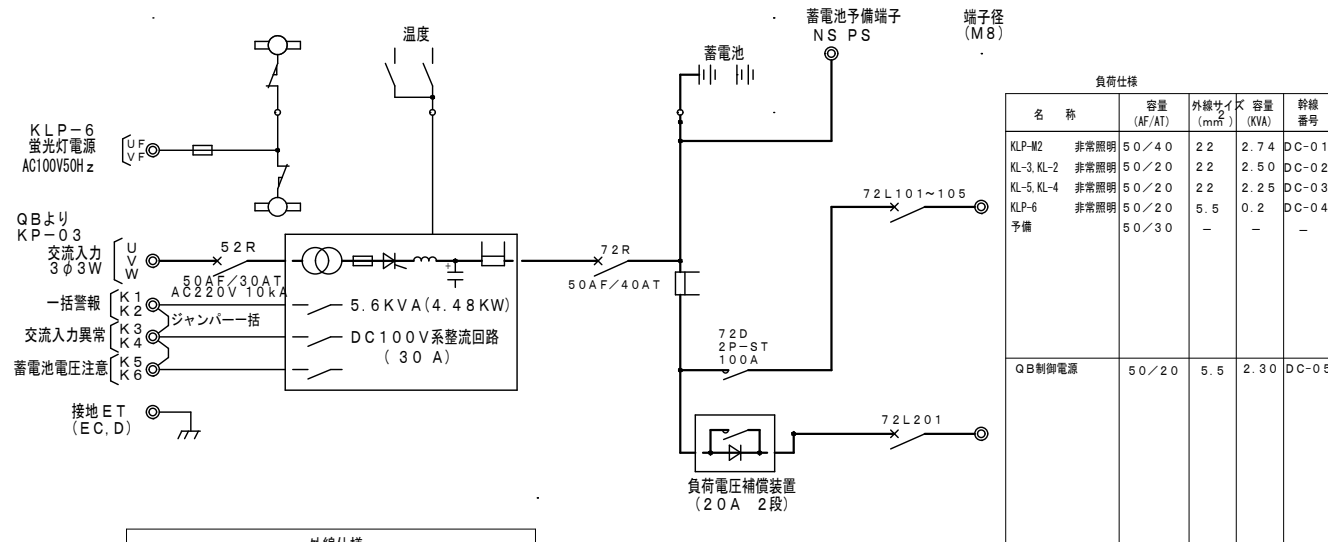 蓄電池予備端子
NS PS
端子径
(M8)
温度
蓄電池
KLP-6
蛍光灯電源
AC100V50Hz
UF
VF
QBより
KP-03
交流入力
3φ3W
U
V
W
52R
50AF/30AT
AC220V 10kA
一括警報
K1
K2
ジャンパー一括
交流入力異常
K3
K4
蓄電池電圧注意
K5
K6
接地ET
(EC,D)
5.6KVA(4.48KW)
DC100V系整流回路
(30A)
72R
50AF/40AT
72L101~105
72D
2P-ST
100A
72L201
負荷電圧補償装置
(20A 2段)
負荷仕様
名 称 容量(AF/AT) 外線サイズ(mm2) 容量(KVA) 幹線番号
KLP-M2 非常照明 50/40 22 2.74 DC-01
KL-3,KL-2 非常照明 50/20 22 2.50 DC-02
KL-5,KL-4 非常照明 50/20 22 2.25 DC-03
KLP-6 非常照明 50/20 5.5 0.2 DC-04
予備 50/30 - - -
QB制御電源 50/20 5.5 2.30 DC-05
外線仕様